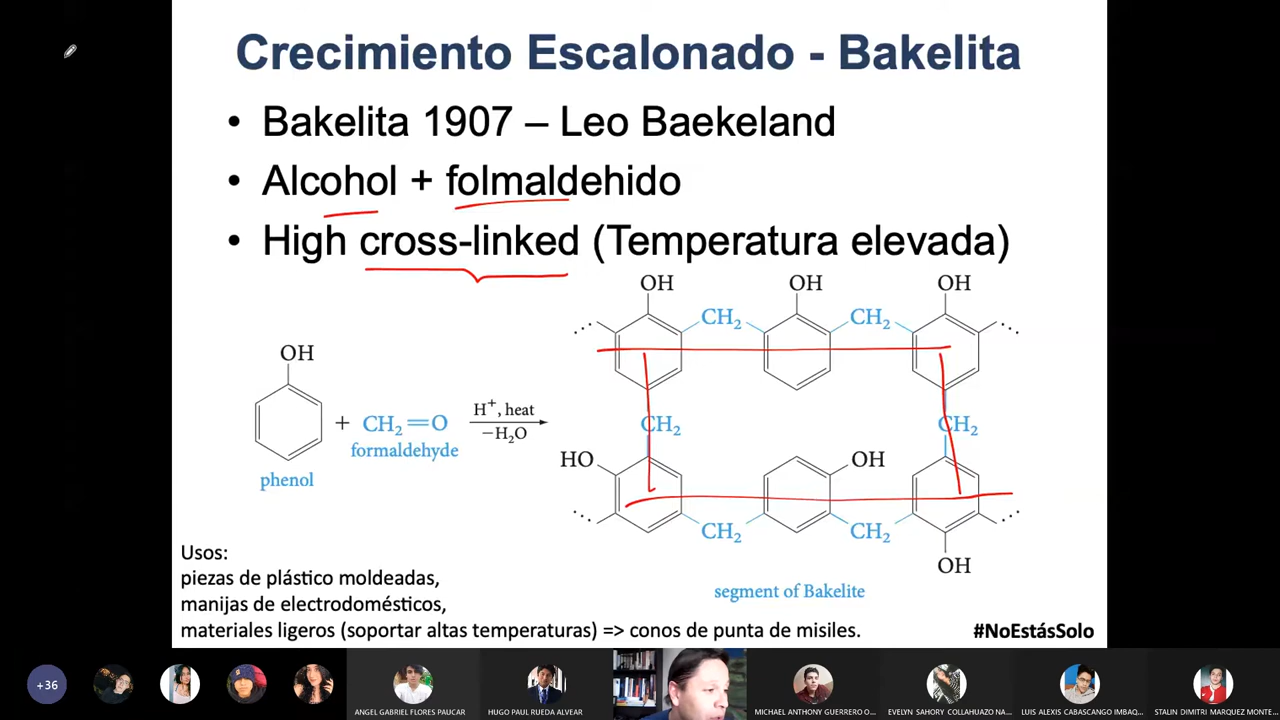 Crecimiento Escalonado - Bakelita
• Bakelita 1907 – Leo Baekeland
• Alcohol + folmaldehido
• High cross-linked (Temperatura elevada)
OH OH OH
CH₂ CH₂
OH
CH₂=O
+
H⁺, heat
−H₂O
formaldehyde
phenol
CH₂ CH₂
HO OH
CH₂ CH₂
OH
segment of Bakelite
Usos:
piezas de plástico moldeadas,
manijas de electrodomésticos,
materiales ligeros (soportar altas temperaturas) => conos de punta de misiles.
#NoEstásSolo
+36
ANGEL GABRIEL FLORES PAUCAR
HUGO PAUL RUEDA ALVEAR
MICHAEL ANTHONY GUERRERO O...
EVELYN SAHORY COLLAHUAZO NA...
LUIS ALEXIS CABASCANGO IMBAQ...
STALIN DIMITRI MARQUEZ MONTE...